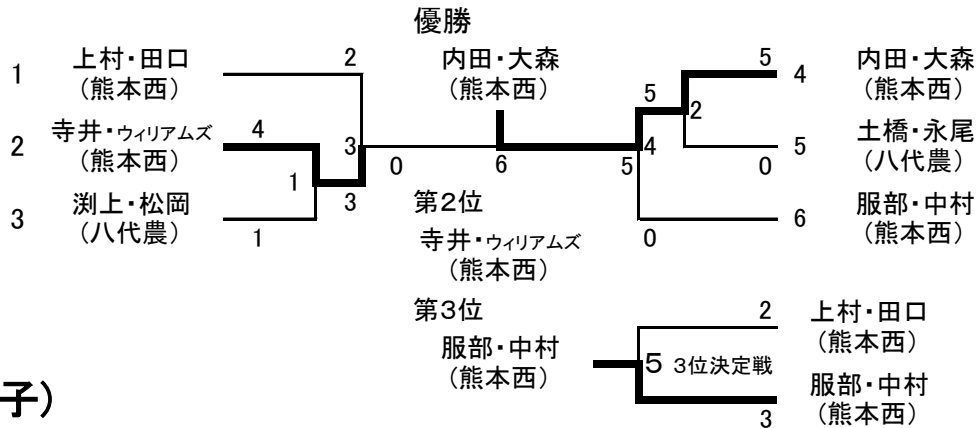 優勝
1
上村・田口
(熊本西)
2
2
寺井・ウィリアムズ
(熊本西)
4
3
渕上・松岡
(八代農)
1
1
3
3
0
内田・大森
(熊本西)
6
5
4
5
2
5
4
内田・大森
(熊本西)
0
5
土橋・永尾
(八代農)
0
6
服部・中村
(熊本西)
第2位
寺井・ウィリアムズ
(熊本西)
第3位
服部・中村
(熊本西)
5 3位決定戦
2
上村・田口
(熊本西)
3
服部・中村
(熊本西)
子)